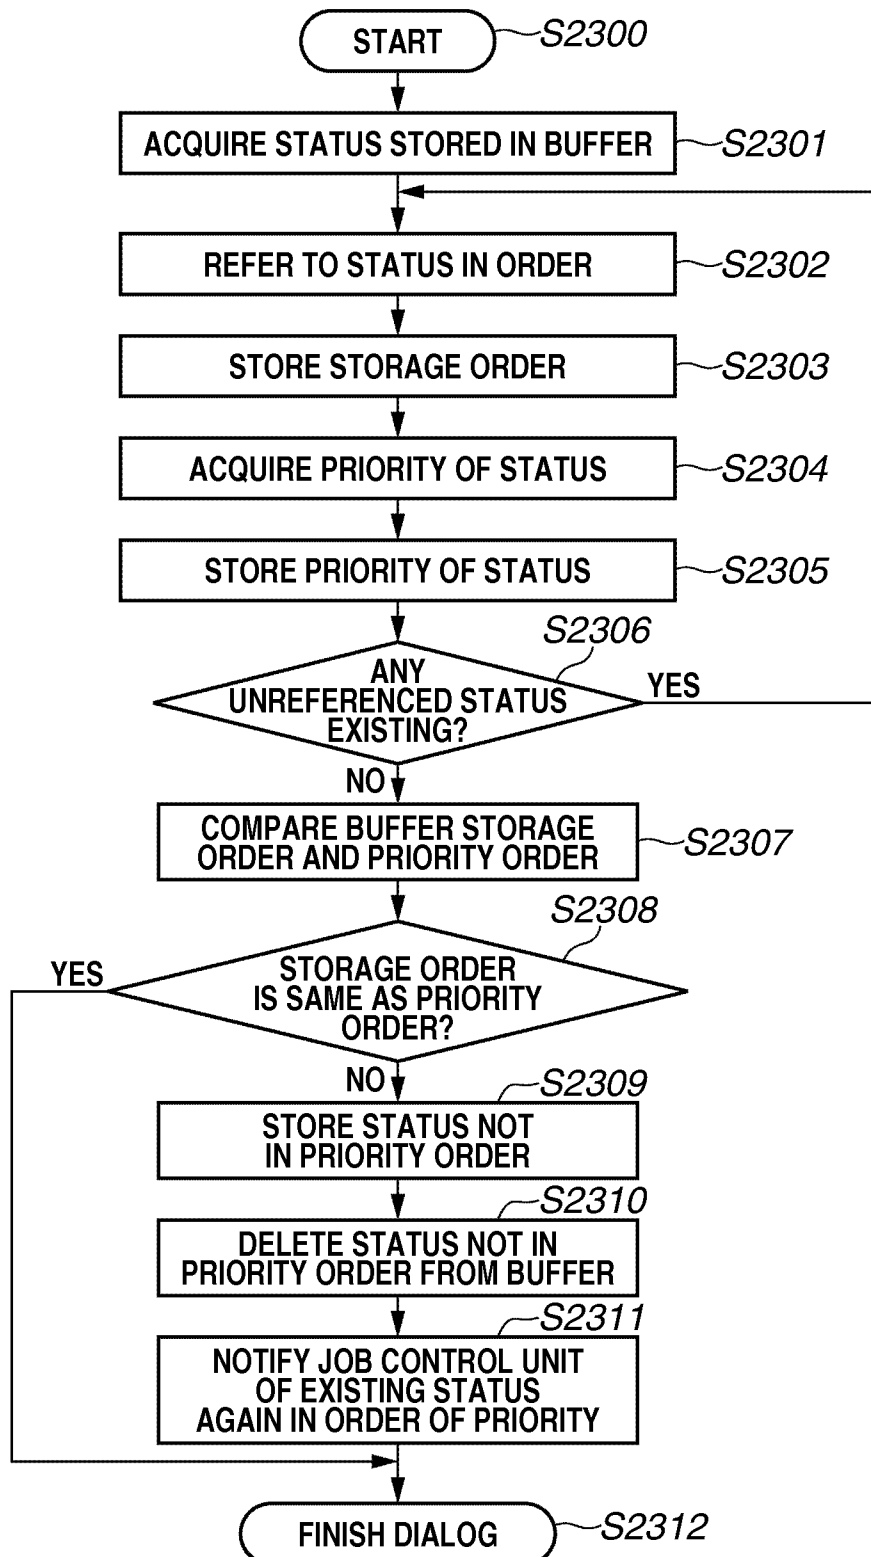 START
S2300
ACQUIRE STATUS STORED IN BUFFER
S2301
REFER TO STATUS IN ORDER
S2302
STORE STORAGE ORDER
S2303
ACQUIRE PRIORITY OF STATUS
S2304
STORE PRIORITY OF STATUS
S2305
S2306
ANY
UNREFERENCED STATUS
EXISTING?
YES
NO
COMPARE BUFFER STORAGE
ORDER AND PRIORITY ORDER
S2307
S2308
YES
STORAGE ORDER
IS SAME AS PRIORITY
ORDER?
NO
S2309
STORE STATUS NOT
IN PRIORITY ORDER
S2310
DELETE STATUS NOT IN
PRIORITY ORDER FROM BUFFER
S2311
NOTIFY JOB CONTROL UNIT
OF EXISTING STATUS
AGAIN IN ORDER OF PRIORITY
FINISH DIALOG
S2312